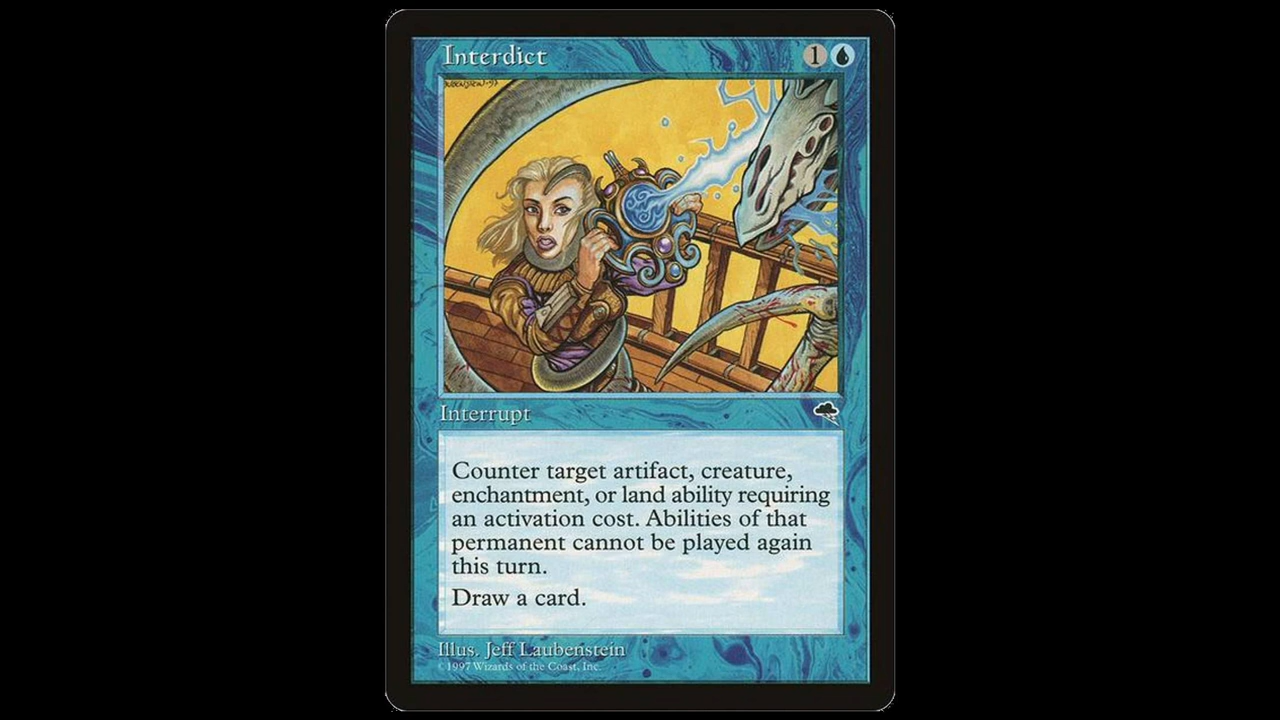 Interdict 1
Interrupt
Counter target artifact, creature,
enchantment, or land ability requiring
an activation cost. Abilities of that
permanent cannot be played again
this turn.
Draw a card.
Illus. Jeff Laubenstein
©1997 Wizards of the Coast, Inc.